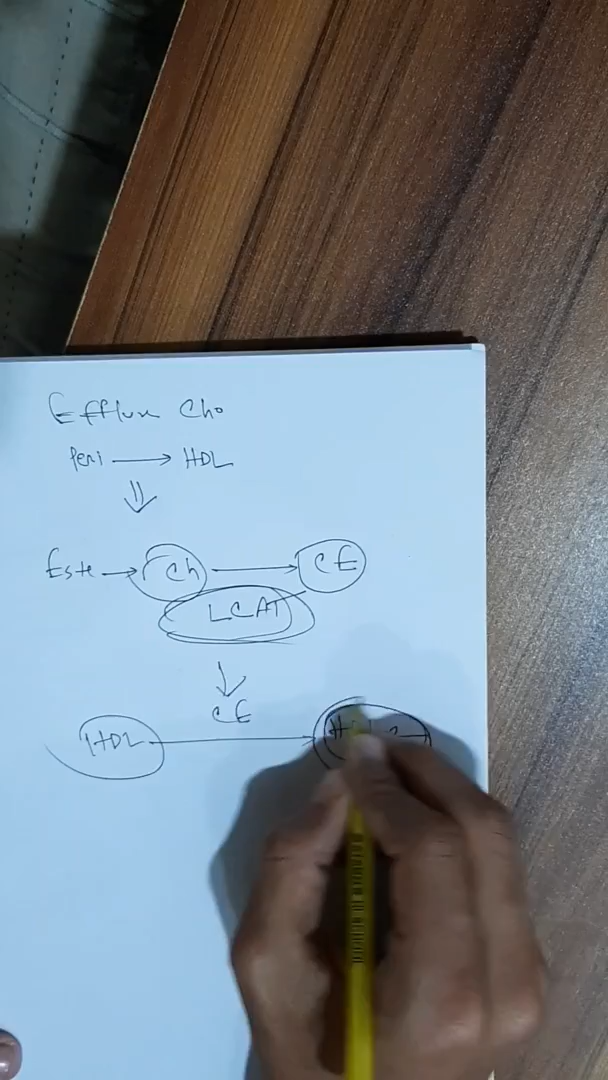 Efflux Cho
Peri → HDL
Este → Ch → CE
LCAT
CE
HDL →